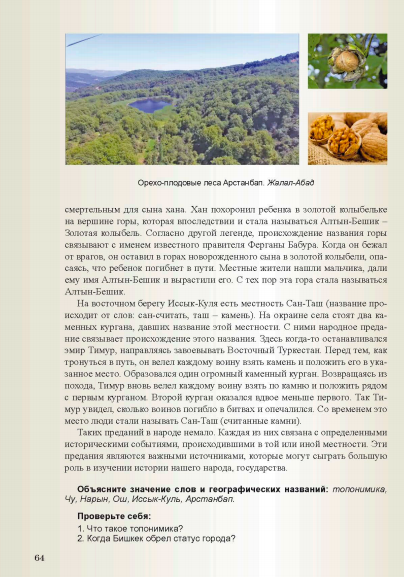 Орехо-плодовые леса Арстанбап. Жалал-Абад
смертельным для сына хана. Хан похоронил ребенка в золотой колыбельке
на вершине горы, которая впоследствии и стала называться Алтын-Бешик –
Золотая колыбель. Согласно другой легенде, происхождение названия горы
связывают с именем известного правителя Ферганы Бабура. Когда он бежал
от врагов, он оставил в горах новорожденного сына в золотой колыбели, опа-
саясь, что ребенок погибнет в пути. Местные жители нашли мальчика, дали
ему имя Алтын-Бешик и вырастили его. С тех пор эта гора стала называться
Алтын-Бешик.
На восточном берегу Иссык-Куля есть местность Сан-Таш (название про-
исходит от слов: сан-считать, таш – камень). На окраине села стоят два ка-
менных кургана, давших название этой местности. С ними народное преда-
ние связывает происхождение этого названия. Здесь когда-то останавливался
эмир Тимур, направляясь завоевывать Восточный Туркестан. Перед тем, как
тронуться в путь, он велел каждому воину взять камень и положить его в ука-
занное место. Образовался один огромный каменный курган. Возвращаясь из
похода, Тимур вновь велел каждому воину взять по камню и положить рядом
с первым курганом. Второй курган оказался вдвое меньше первого. Так Ти-
мур увидел, сколько воинов погибло в битвах и опечалился. Со временем это
место люди стали называть Сан-Таш (считанные камни).
Таких преданий в народе немало. Каждая из них связана с определенными
историческими событиями, происходившими в той или иной местности. Эти
предания являются важными источниками, которые могут сыграть большую
роль в изучении истории нашего народа, государства.
Объясните значение слов и географических названий: топонимика,
Чу, Нарын, Ош, Иссык-Куль, Арстанбап.
Проверьте себя:
1. Что такое топонимика?
2. Когда Бишкек обрел статус города?
64